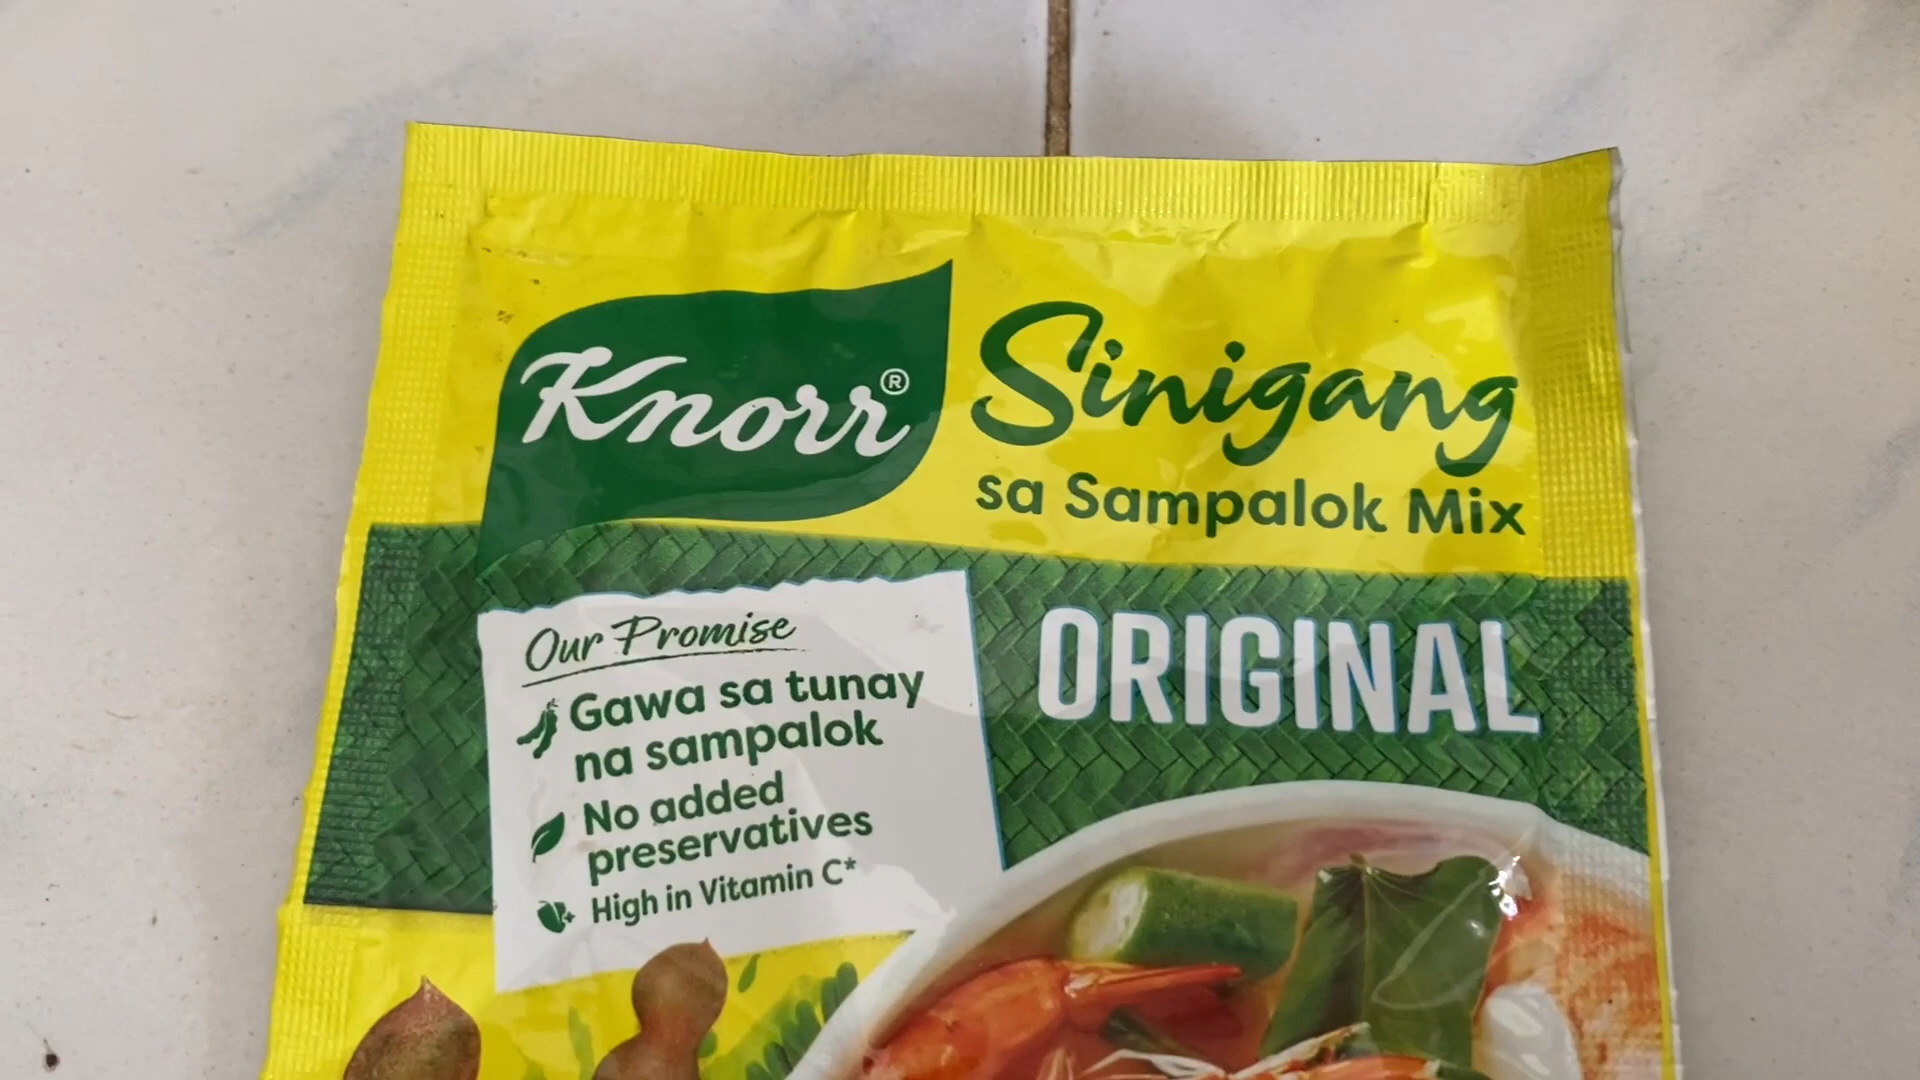 Knorr®
Sinigang
sa Sampalok Mix
ORIGINAL
Our Promise
Gawa sa tunay
na sampalok
No added
preservatives
High in Vitamin C*